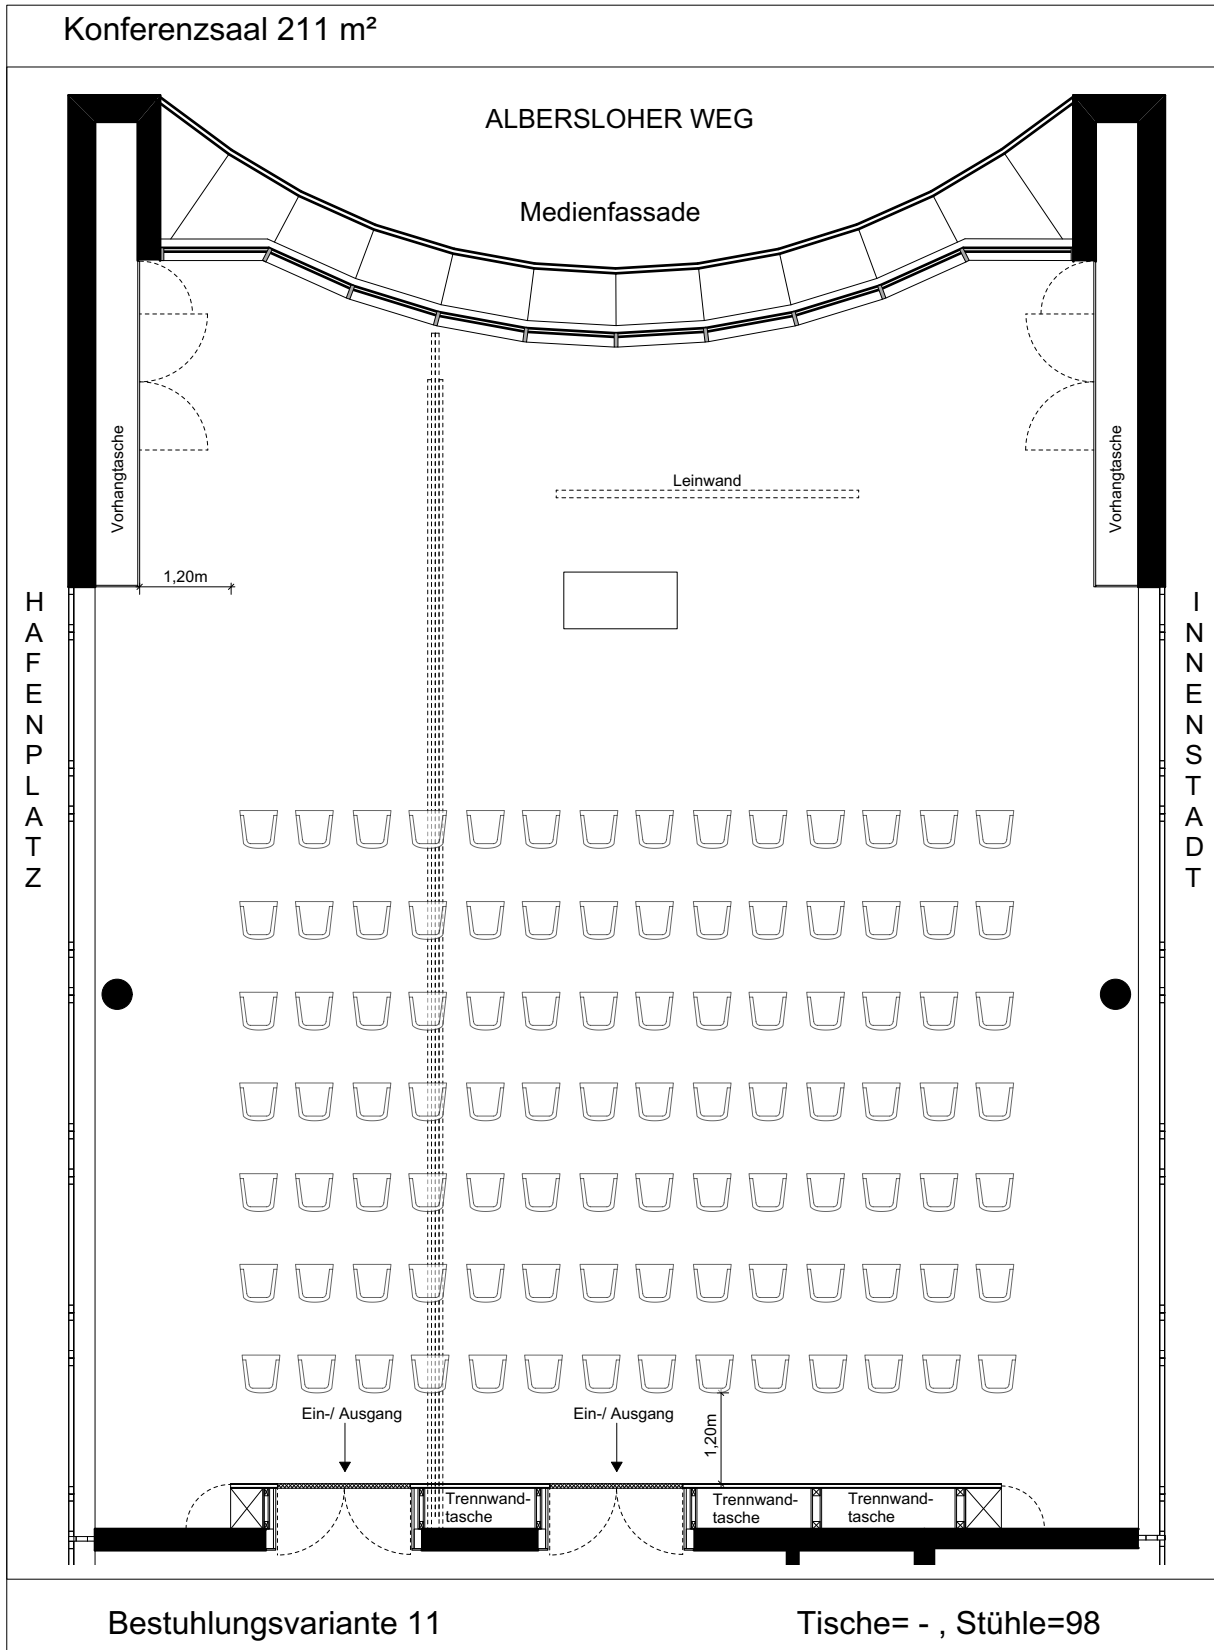 Konferenzsaal 211 m²
ALBERSLOHER WEG
Medienfassade
Vorhangtasche
Vorhangtasche
Leinwand
1,20m
HAFENPLATZ
INNENSTADT
Ein-/ Ausgang
Ein-/ Ausgang
1,20m
Trennwand-
tasche
Trennwand-
tasche
Trennwand-
tasche
Bestuhlungsvariante 11
Tische= - , Stühle=98